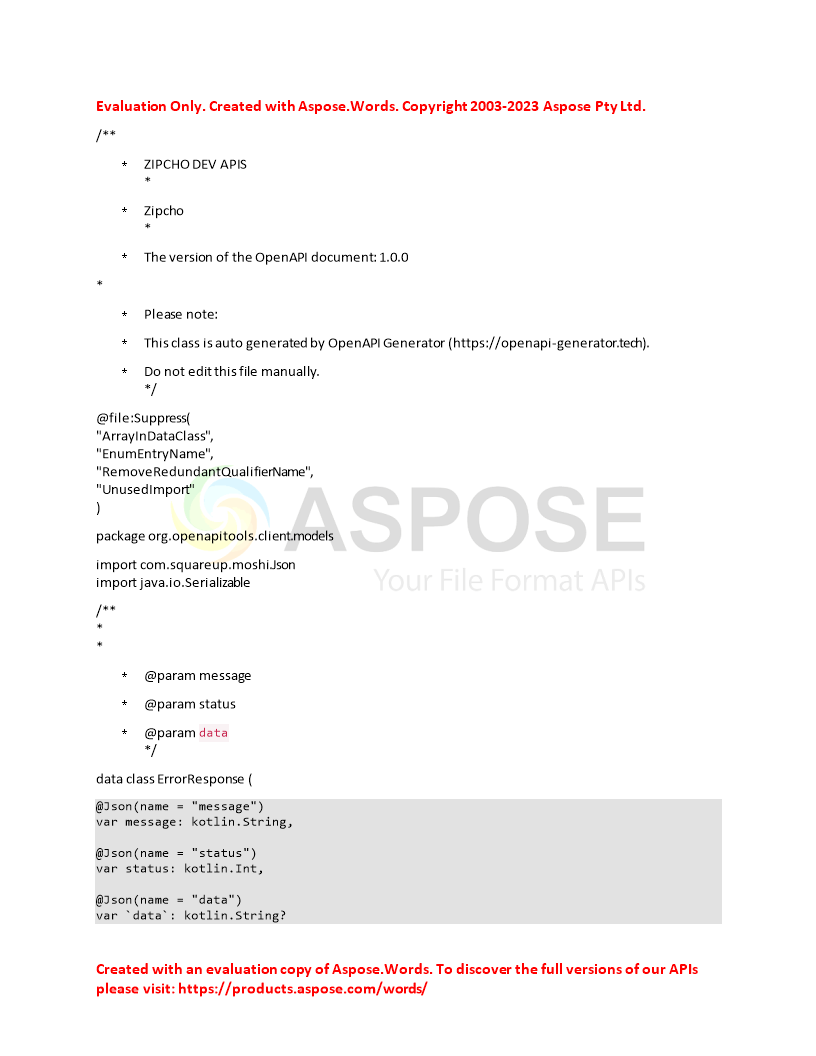 Evaluation Only. Created with Aspose.Words. Copyright 2003-2023 Aspose Pty Ltd.
/**
* ZIPCHO DEV APIS
*
* Zipcho
*
* The version of the OpenAPI document: 1.0.0
*
* Please note:
* This class is auto generated by OpenAPI Generator (https://openapi-generator.tech).
* Do not edit this file manually.
*/
@file:Suppress(
"ArrayInDataClass",
"EnumEntryName",
"RemoveRedundantQualifierName",
"UnusedImport"
)
package org.openapitools.client.models
import com.squareup.moshi.Json
import java.io.Serializable
ASPOSE
Your File Format APIs
/**
*
*
* @param message
* @param status
* @param data
*/
data class ErrorResponse (
@Json(name = "message")
var message: kotlin.String,
@Json(name = "status")
var status: kotlin.Int,
@Json(name = "data")
var `data`: kotlin.String?
Created with an evaluation copy of Aspose.Words. To discover the full versions of our APIs
please visit: https://products.aspose.com/words/